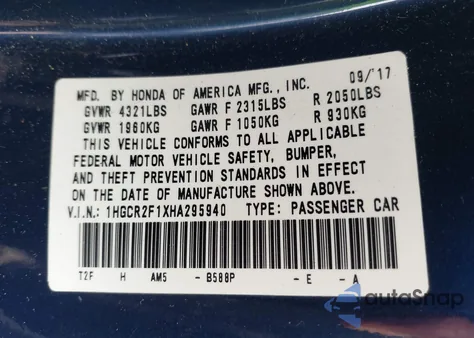 MFD. BY HONDA OF AMERICA MFG., INC. 09/'17
GVWR 4321LBS GAWR F 2315LBS R 2050LBS
GVWR 1960KG GAWR F 1050KG R 930KG
THIS VEHICLE CONFORMS TO ALL APPLICABLE
FEDERAL MOTOR VEHICLE SAFETY, BUMPER,
AND THEFT PREVENTION STANDARDS IN EFFECT
ON THE DATE OF MANUFACTURE SHOWN ABOVE.
V.I.N.: 1HGCR2F1XHA295940 TYPE: PASSENGER CAR
T2F H AM5 - B588P - E - A
autoSnap